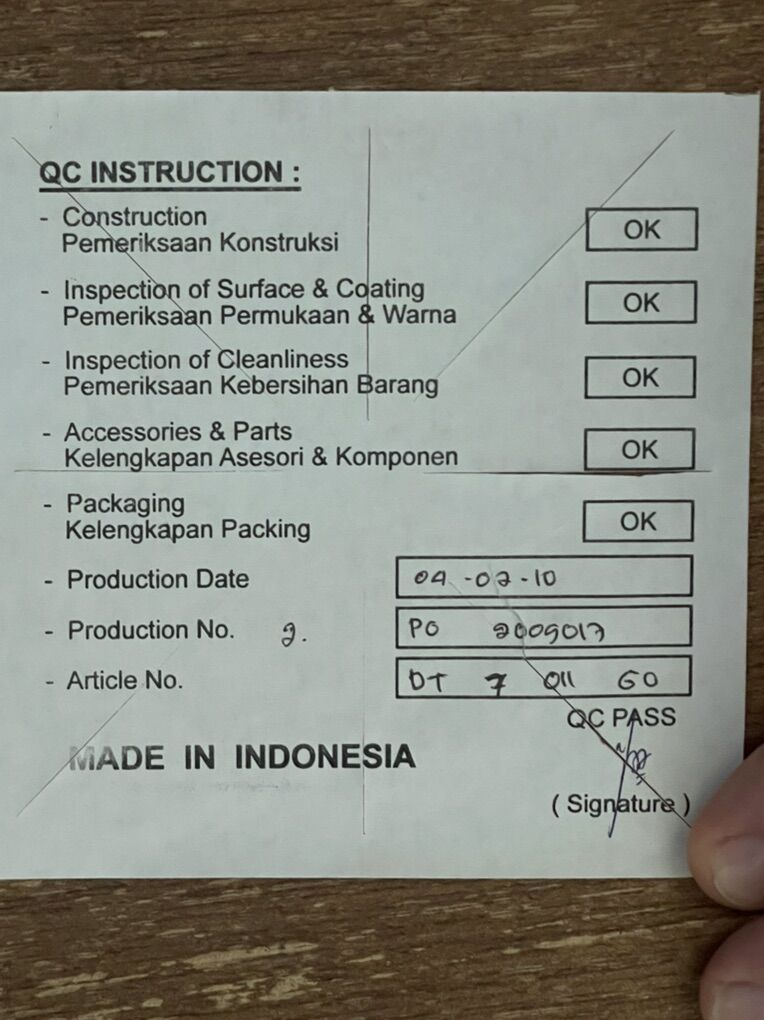 QC INSTRUCTION :
- Construction
Pemeriksaan Konstruksi
OK
- Inspection of Surface & Coating
Pemeriksaan Permukaan & Warna
OK
- Inspection of Cleanliness
Pemeriksaan Kebersihan Barang
OK
- Accessories & Parts
Kelengkapan Asesori & Komponen
OK
- Packaging
Kelengkapan Packing
OK
- Production Date 04-02-10
- Production No. 2. PO 2009017
- Article No. DT 7 011 60
QC PASS
MADE IN INDONESIA
( Signature )